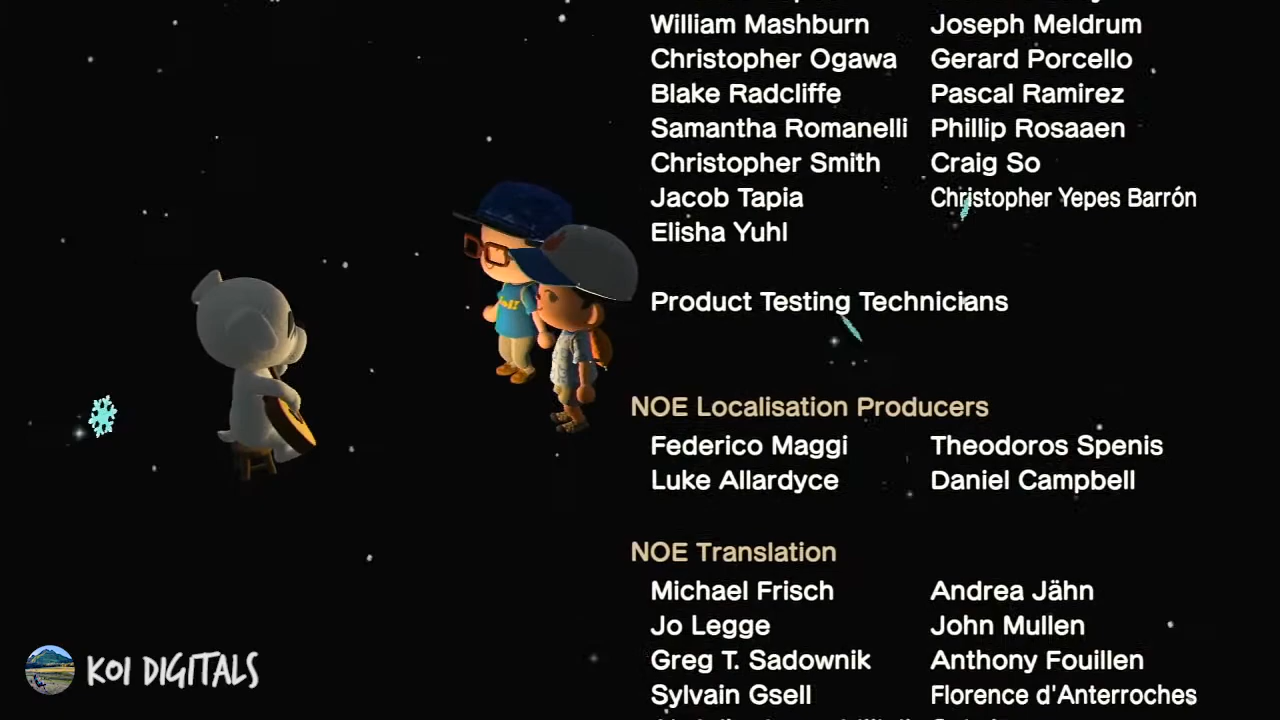 William Mashburn Joseph Meldrum
Christopher Ogawa Gerard Porcello
Blake Radcliffe Pascal Ramirez
Samantha Romanelli Phillip Rosaaen
Christopher Smith Craig So
Jacob Tapia Christopher Yepes Barrón
Elisha Yuhl
Product Testing Technicians
NOE Localisation Producers
Federico Maggi Theodoros Spenis
Luke Allardyce Daniel Campbell
NOE Translation
Michael Frisch Andrea Jähn
Jo Legge John Mullen
Greg T. Sadownik Anthony Fouillen
Sylvain Gsell Florence d'Anterroches
KOI DIGITALS